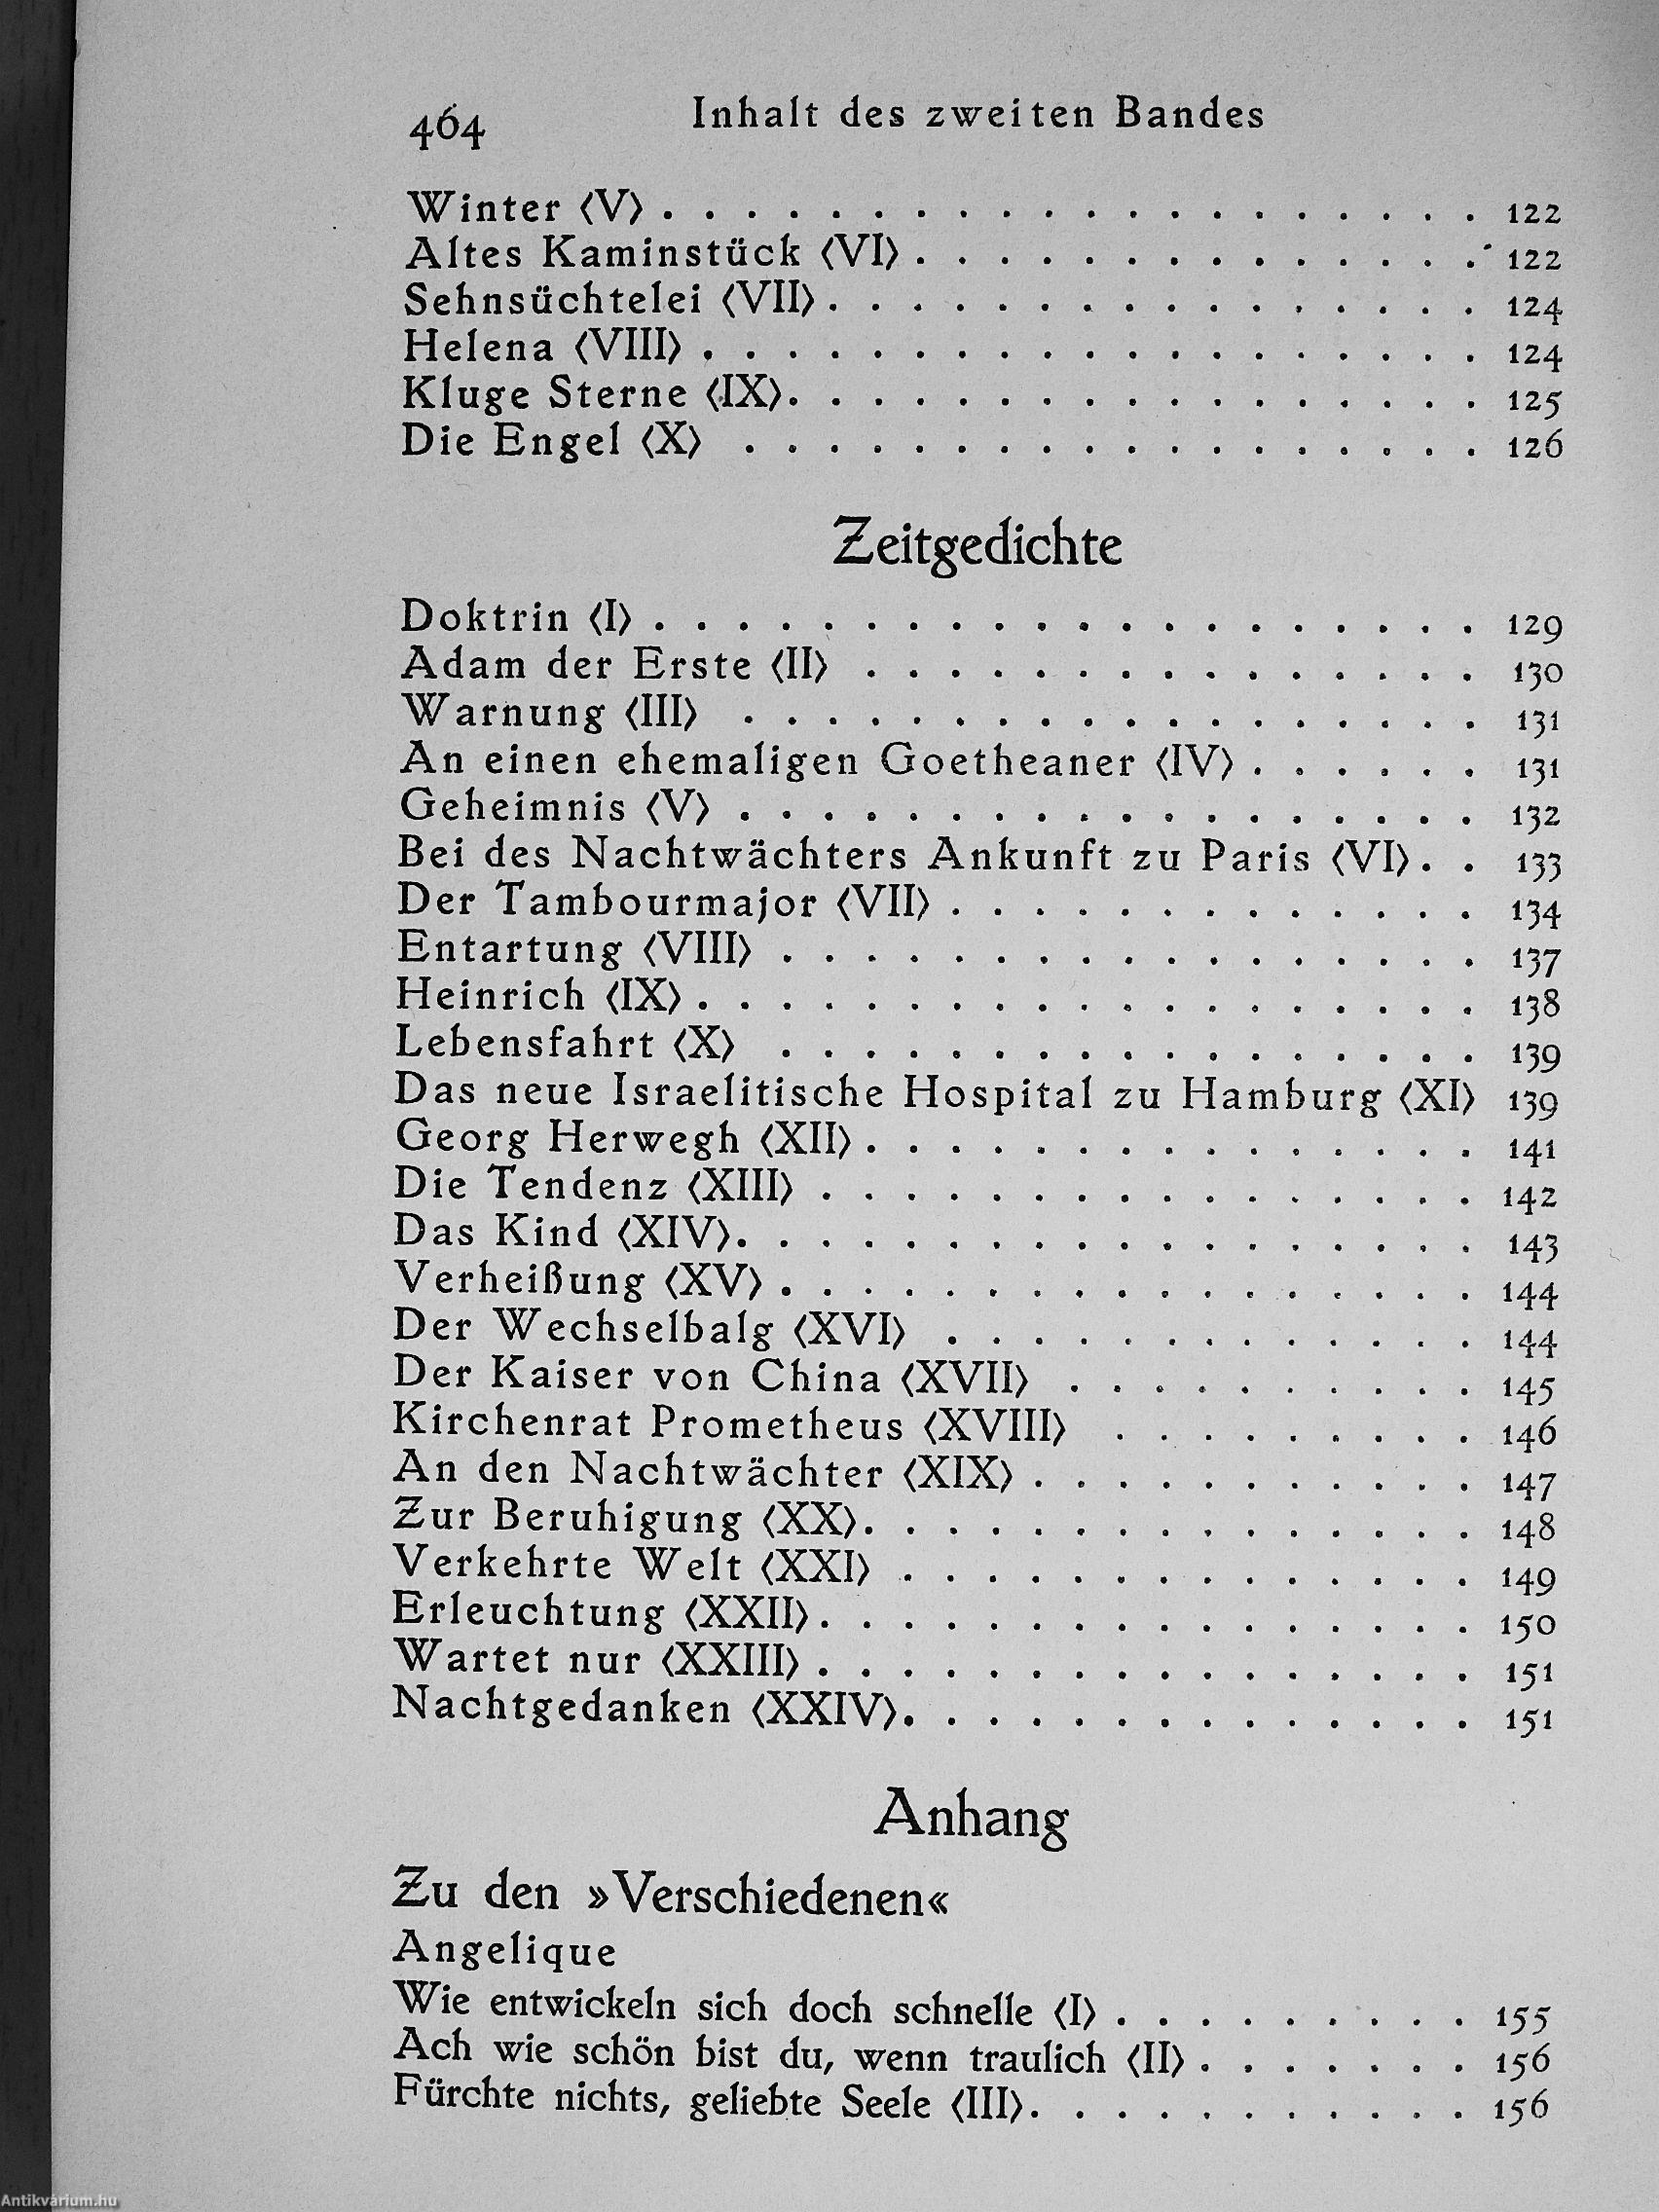 464 Inhalt des zweiten Bandes
Winter ⟨V⟩ . . . . . . . . . . . . . . . . . . . . 122
Altes Kaminstück ⟨VI⟩ . . . . . . . . . . . . . . 122
Sehnsüchtelei ⟨VII⟩ . . . . . . . . . . . . . . . . 124
Helena ⟨VIII⟩ . . . . . . . . . . . . . . . . . . . 124
Kluge Sterne ⟨IX⟩ . . . . . . . . . . . . . . . . . 125
Die Engel ⟨X⟩ . . . . . . . . . . . . . . . . . . 126
Zeitgedichte
Doktrin ⟨I⟩ . . . . . . . . . . . . . . . . . . . . 129
Adam der Erste ⟨II⟩ . . . . . . . . . . . . . . . 130
Warnung ⟨III⟩ . . . . . . . . . . . . . . . . . . 131
An einen ehemaligen Goetheaner ⟨IV⟩ . . . . . . 131
Geheimnis ⟨V⟩ . . . . . . . . . . . . . . . . . . 132
Bei des Nachtwächters Ankunft zu Paris ⟨VI⟩ . . 133
Der Tambourmajor ⟨VII⟩ . . . . . . . . . . . . . 134
Entartung ⟨VIII⟩ . . . . . . . . . . . . . . . . . 137
Heinrich ⟨IX⟩ . . . . . . . . . . . . . . . . . . . 138
Lebensfahrt ⟨X⟩ . . . . . . . . . . . . . . . . . 139
Das neue Israelitische Hospital zu Hamburg ⟨XI⟩ 139
Georg Herwegh ⟨XII⟩ . . . . . . . . . . . . . . . 141
Die Tendenz ⟨XIII⟩ . . . . . . . . . . . . . . . . 142
Das Kind ⟨XIV⟩ . . . . . . . . . . . . . . . . . . 143
Verheißung ⟨XV⟩ . . . . . . . . . . . . . . . . . 144
Der Wechselbalg ⟨XVI⟩ . . . . . . . . . . . . . 144
Der Kaiser von China ⟨XVII⟩ . . . . . . . . . . 145
Kirchenrat Prometheus ⟨XVIII⟩ . . . . . . . . . 146
An den Nachtwächter ⟨XIX⟩ . . . . . . . . . . . 147
Zur Beruhigung ⟨XX⟩ . . . . . . . . . . . . . . . 148
Verkehrte Welt ⟨XXI⟩ . . . . . . . . . . . . . . 149
Erleuchtung ⟨XXII⟩ . . . . . . . . . . . . . . . . 150
Wartet nur ⟨XXIII⟩ . . . . . . . . . . . . . . . . 151
Nachtgedanken ⟨XXIV⟩ . . . . . . . . . . . . . . 151
Anhang
Zu den »Verschiedenen«
Angelique
Wie entwickeln sich doch schnelle ⟨I⟩ . . . . . . . . . 155
Ach wie schön bist du, wenn traulich ⟨II⟩ . . . . . . . 156
Fürchte nichts, geliebte Seele ⟨III⟩ . . . . . . . . . . . 156
Antikvárium.hu